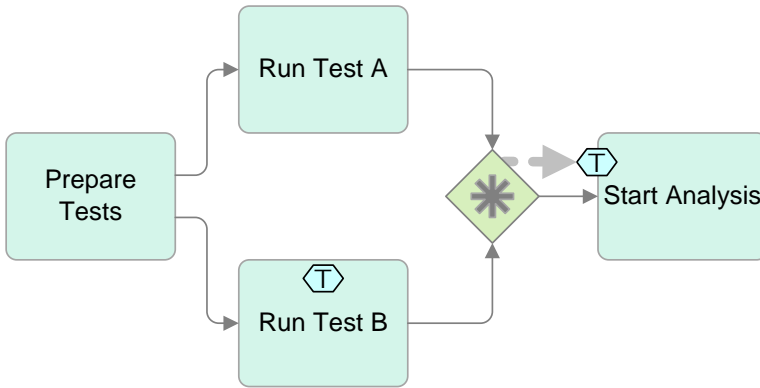 Run Test A
Prepare
Tests
T
Start Analysis
T
Run Test B